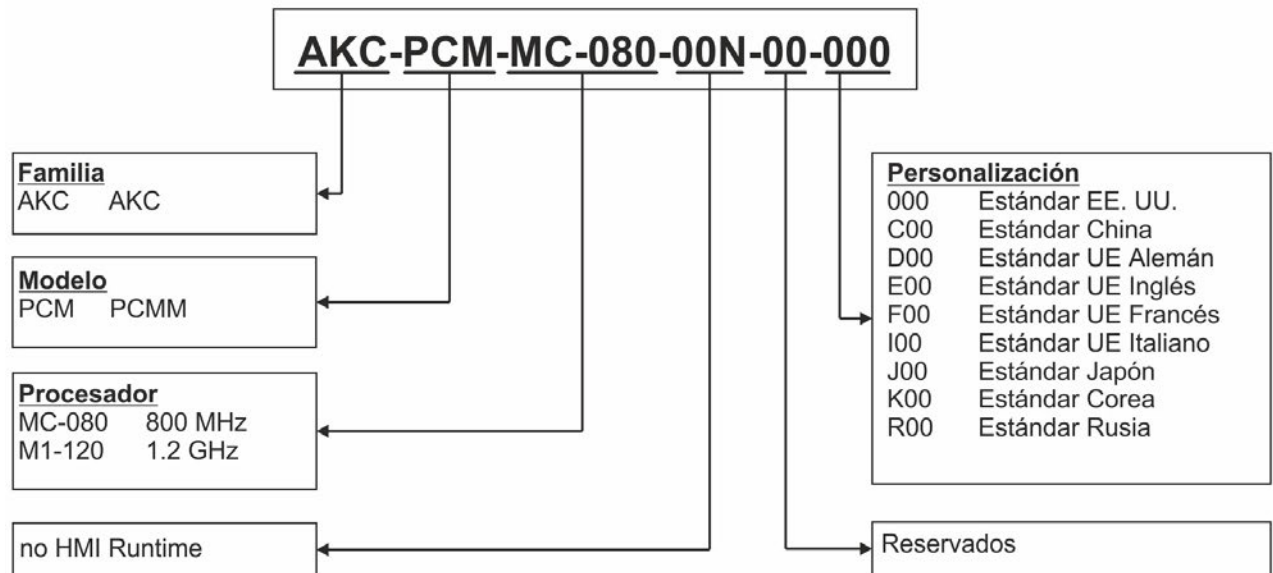 AKC-PCM-MC-080-00N-00-000
Familia
AKC AKC
Modelo
PCM PCMM
Procesador
MC-080 800 MHz
M1-120 1.2 GHz
no HMI Runtime
Personalización
000 Estándar EE. UU.
C00 Estándar China
D00 Estándar UE Alemán
E00 Estándar UE Inglés
F00 Estándar UE Francés
I00 Estándar UE Italiano
J00 Estándar Japón
K00 Estándar Corea
R00 Estándar Rusia
Reservados